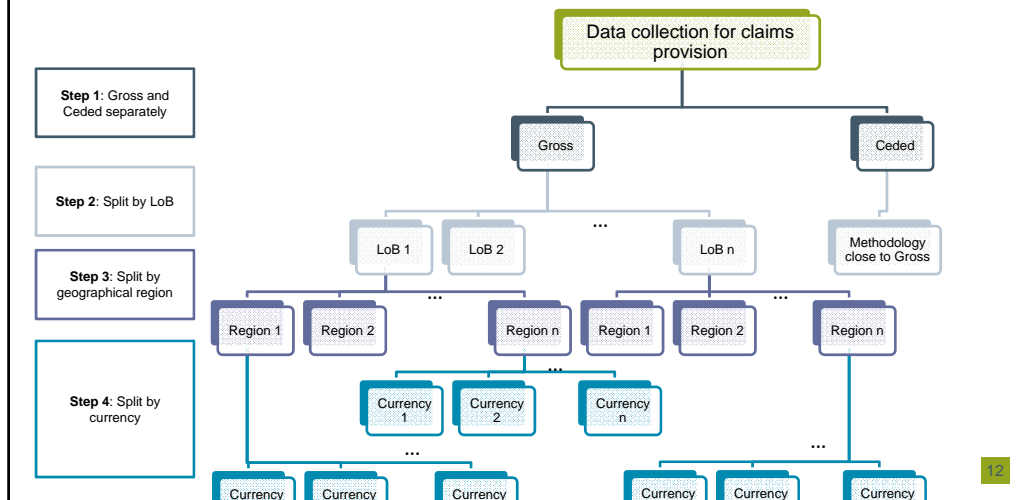 Data collection for claims
provision
Step 1: Gross and
Ceded separately
Gross
Ceded
Step 2: Split by LoB
...
LoB 1
LoB 2
LoB n
Methodology
close to Gross
Step 3: Split by
geographical region
...
...
Region 1
Region 2
Region n
Region 1
Region 2
Region n
Step 4: Split by
currency
...
Currency
1
Currency
2
Currency
n
...
...
Currency
Currency
Currency
Currency
Currency
Currency
12